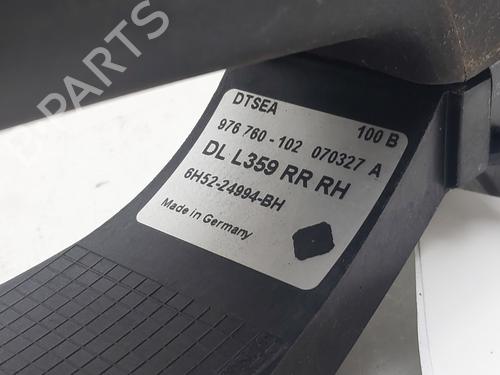 PARTS
DTSEA 100 B
976 760-102 070327 A
DL L359 RR RH
6H52-24994-BH
Made in Germany